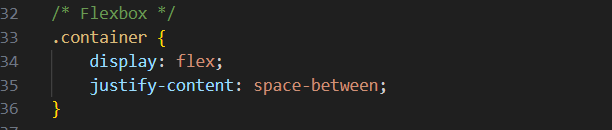 32 /* Flexbox */
33 .container {
34 display: flex;
35 justify-content: space-between;
36 }